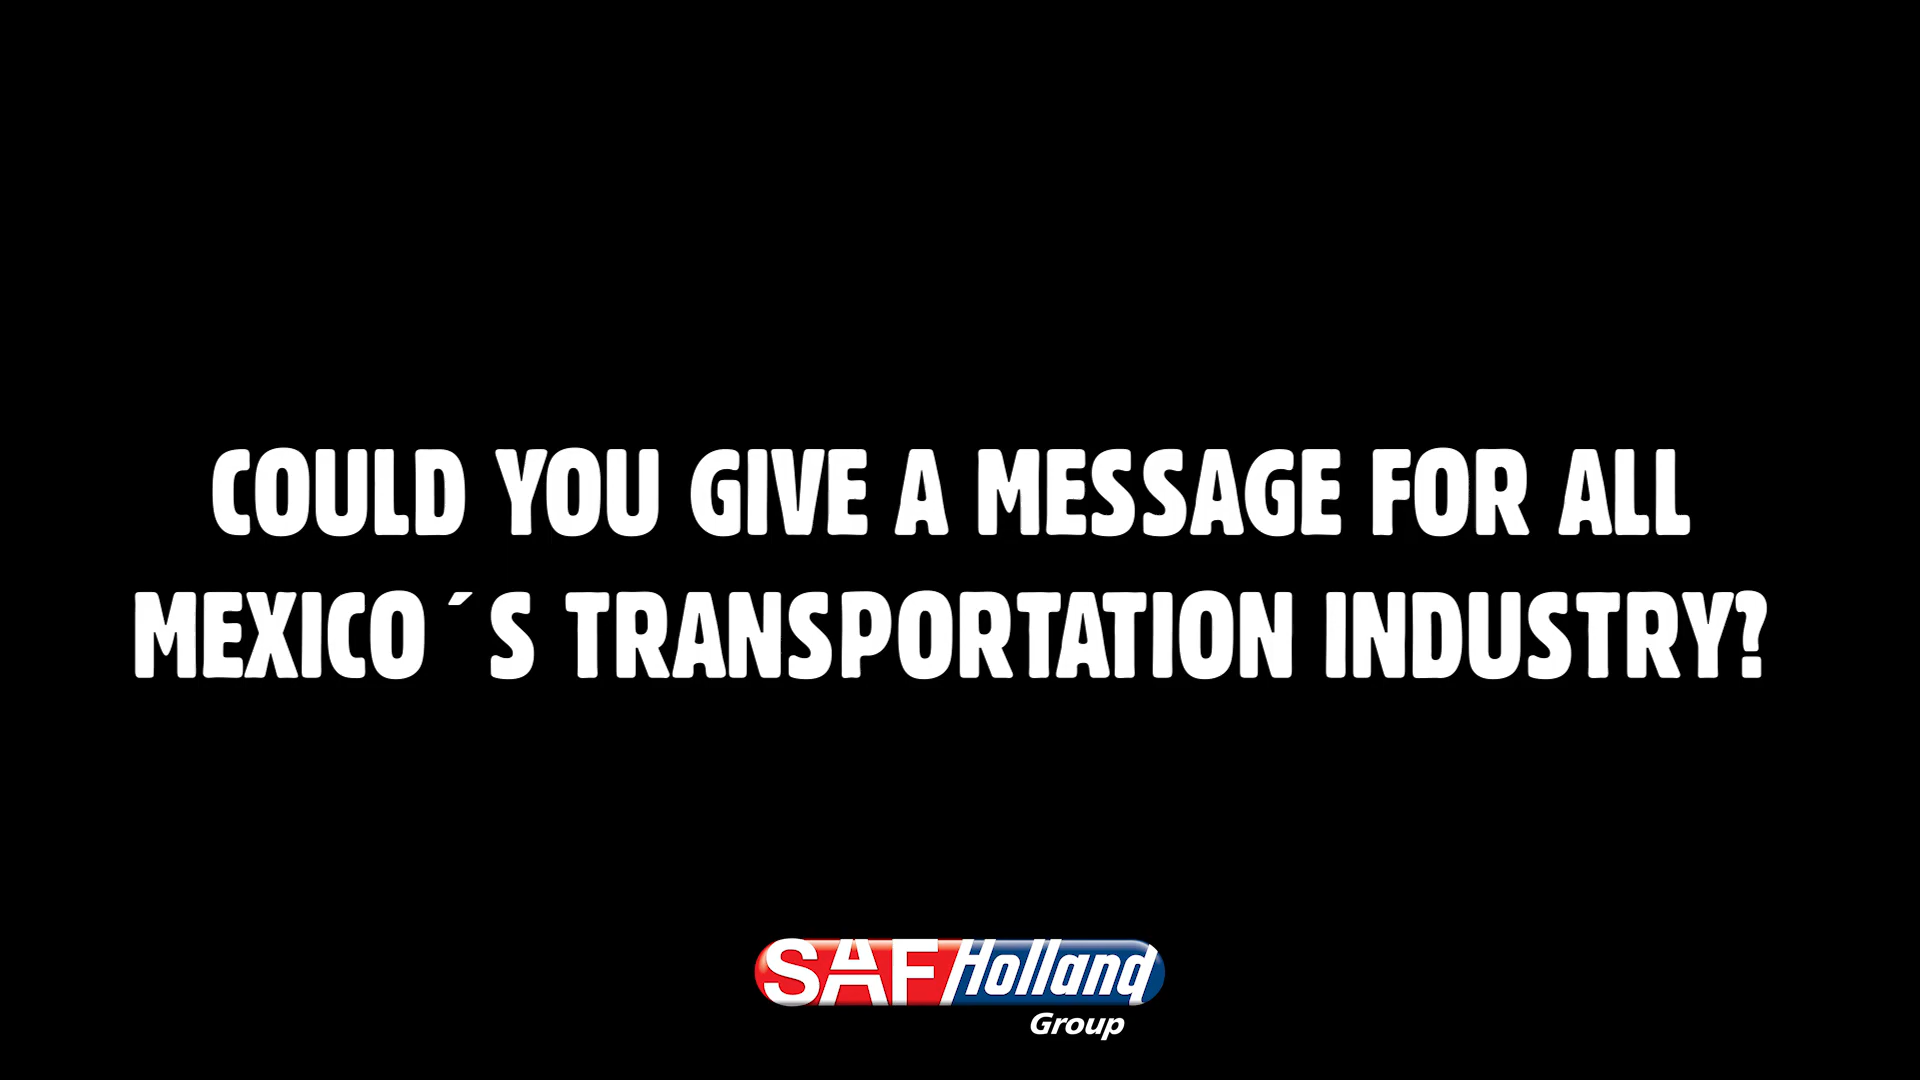 COULD YOU GIVE A MESSAGE FOR ALL
MEXICO´S TRANSPORTATION INDUSTRY?
SAF Holland
Group